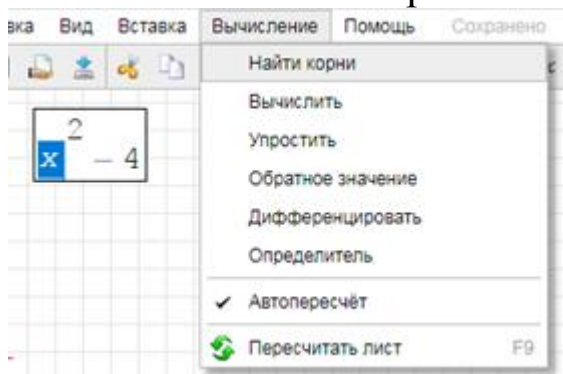 вка Вид Вставка Вычисление Помощь Сохранено
Найти корни
x² − 4
Вычислить
Упростить
Обратное значение
Дифференцировать
Определитель
✓ Автопересчёт
Пересчитать лист F9